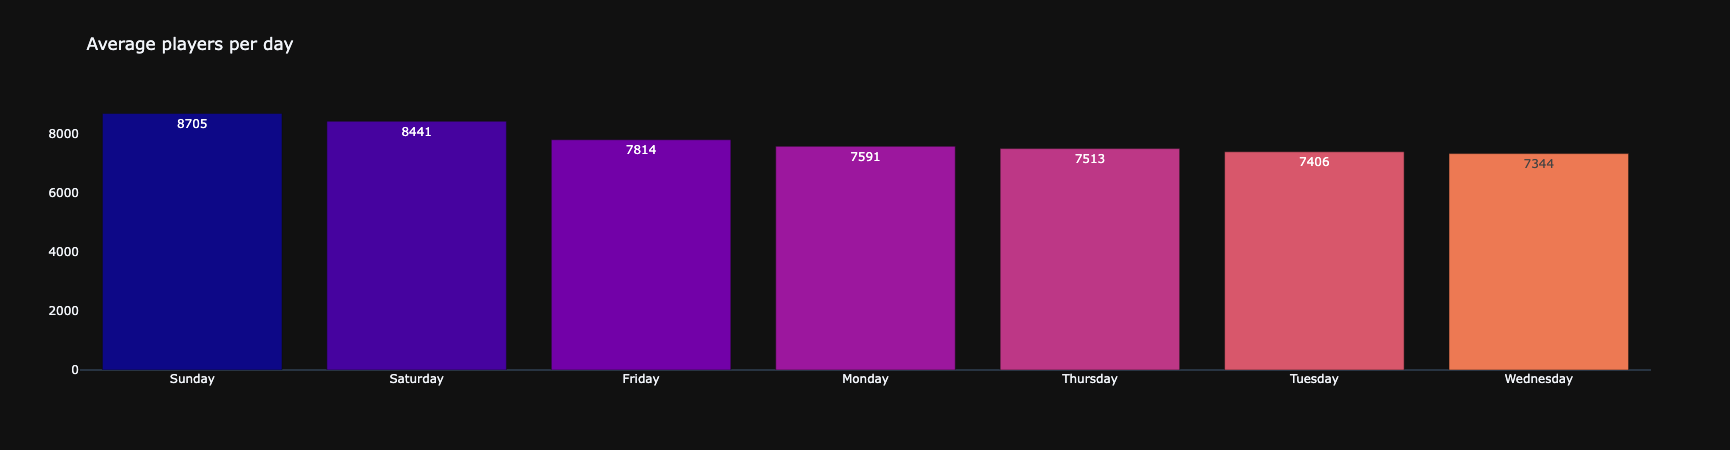 Average players per day
8000
6000
4000
2000
0
8705
8441
7814
7591
7513
7406
7344
Sunday
Saturday
Friday
Monday
Thursday
Tuesday
Wednesday